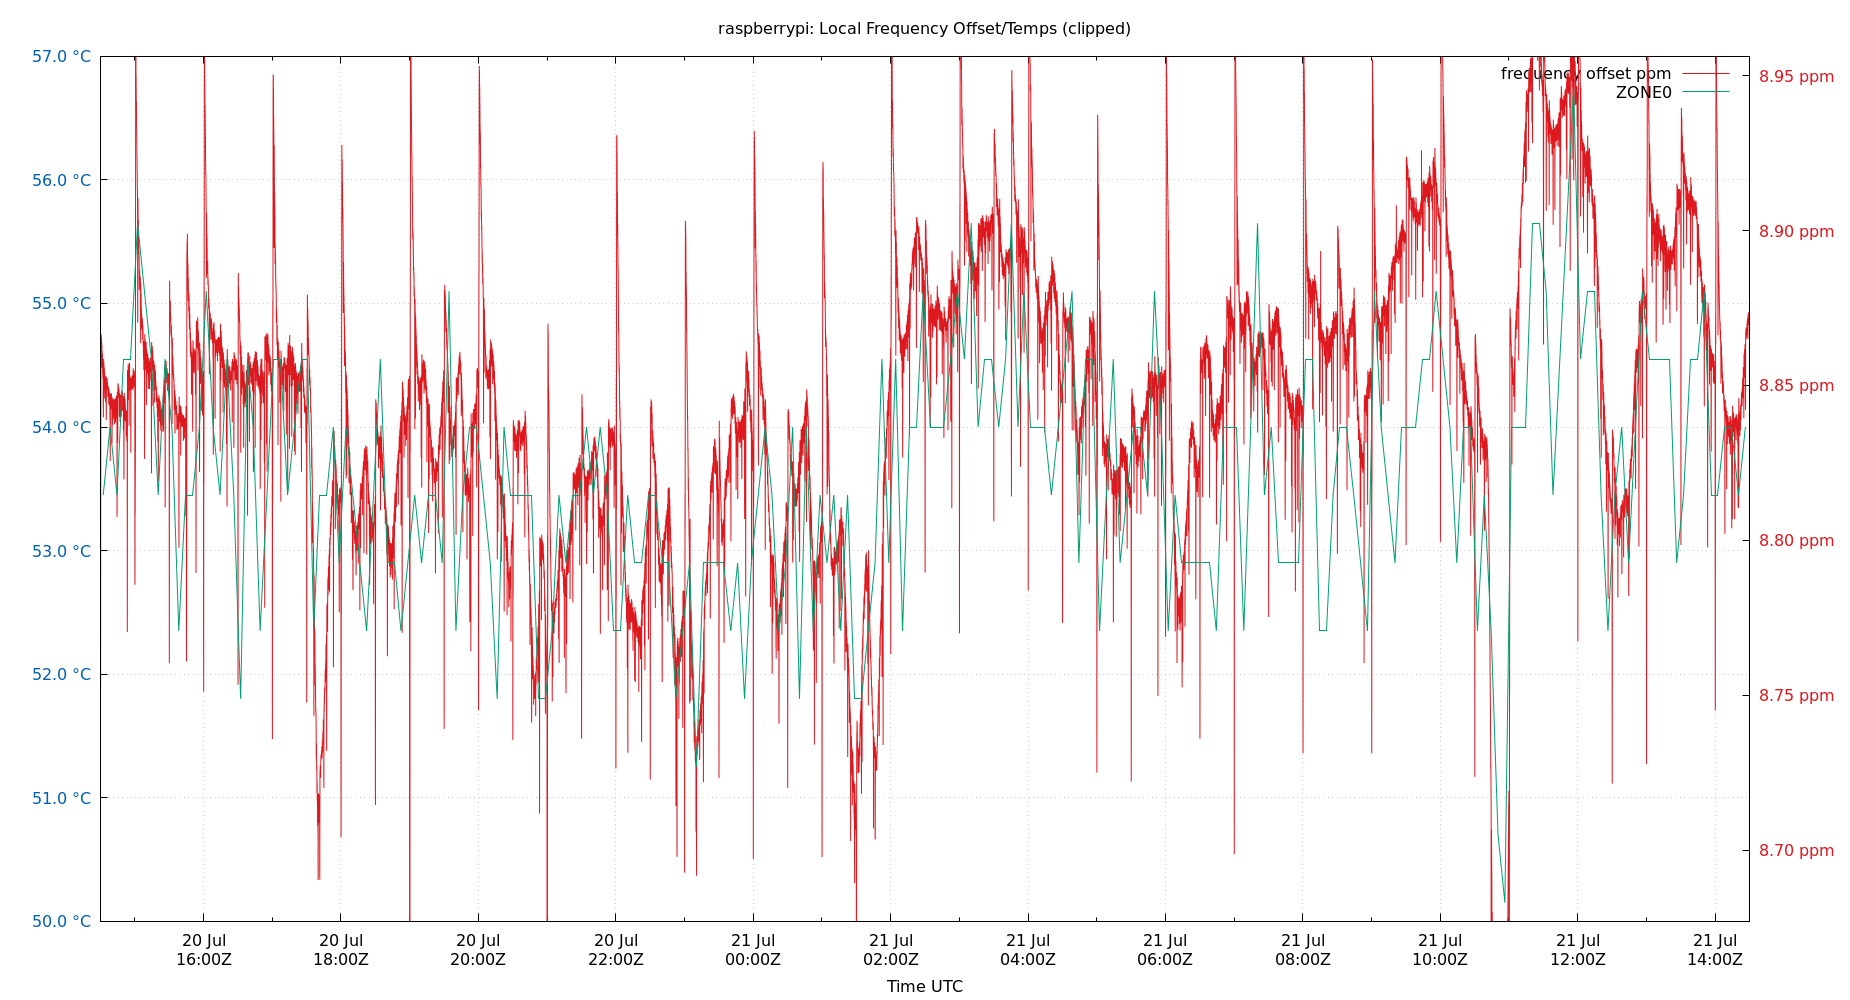 raspberrypi: Local Frequency Offset/Temps (clipped)
57.0 °C
56.0 °C
55.0 °C
54.0 °C
53.0 °C
52.0 °C
51.0 °C
50.0 °C
frequency offset ppm
ZONE0
8.95 ppm
8.90 ppm
8.85 ppm
8.80 ppm
8.75 ppm
8.70 ppm
20 Jul
16:00Z
20 Jul
18:00Z
20 Jul
20:00Z
20 Jul
22:00Z
21 Jul
00:00Z
21 Jul
02:00Z
21 Jul
04:00Z
21 Jul
06:00Z
21 Jul
08:00Z
21 Jul
10:00Z
21 Jul
12:00Z
21 Jul
14:00Z
Time UTC